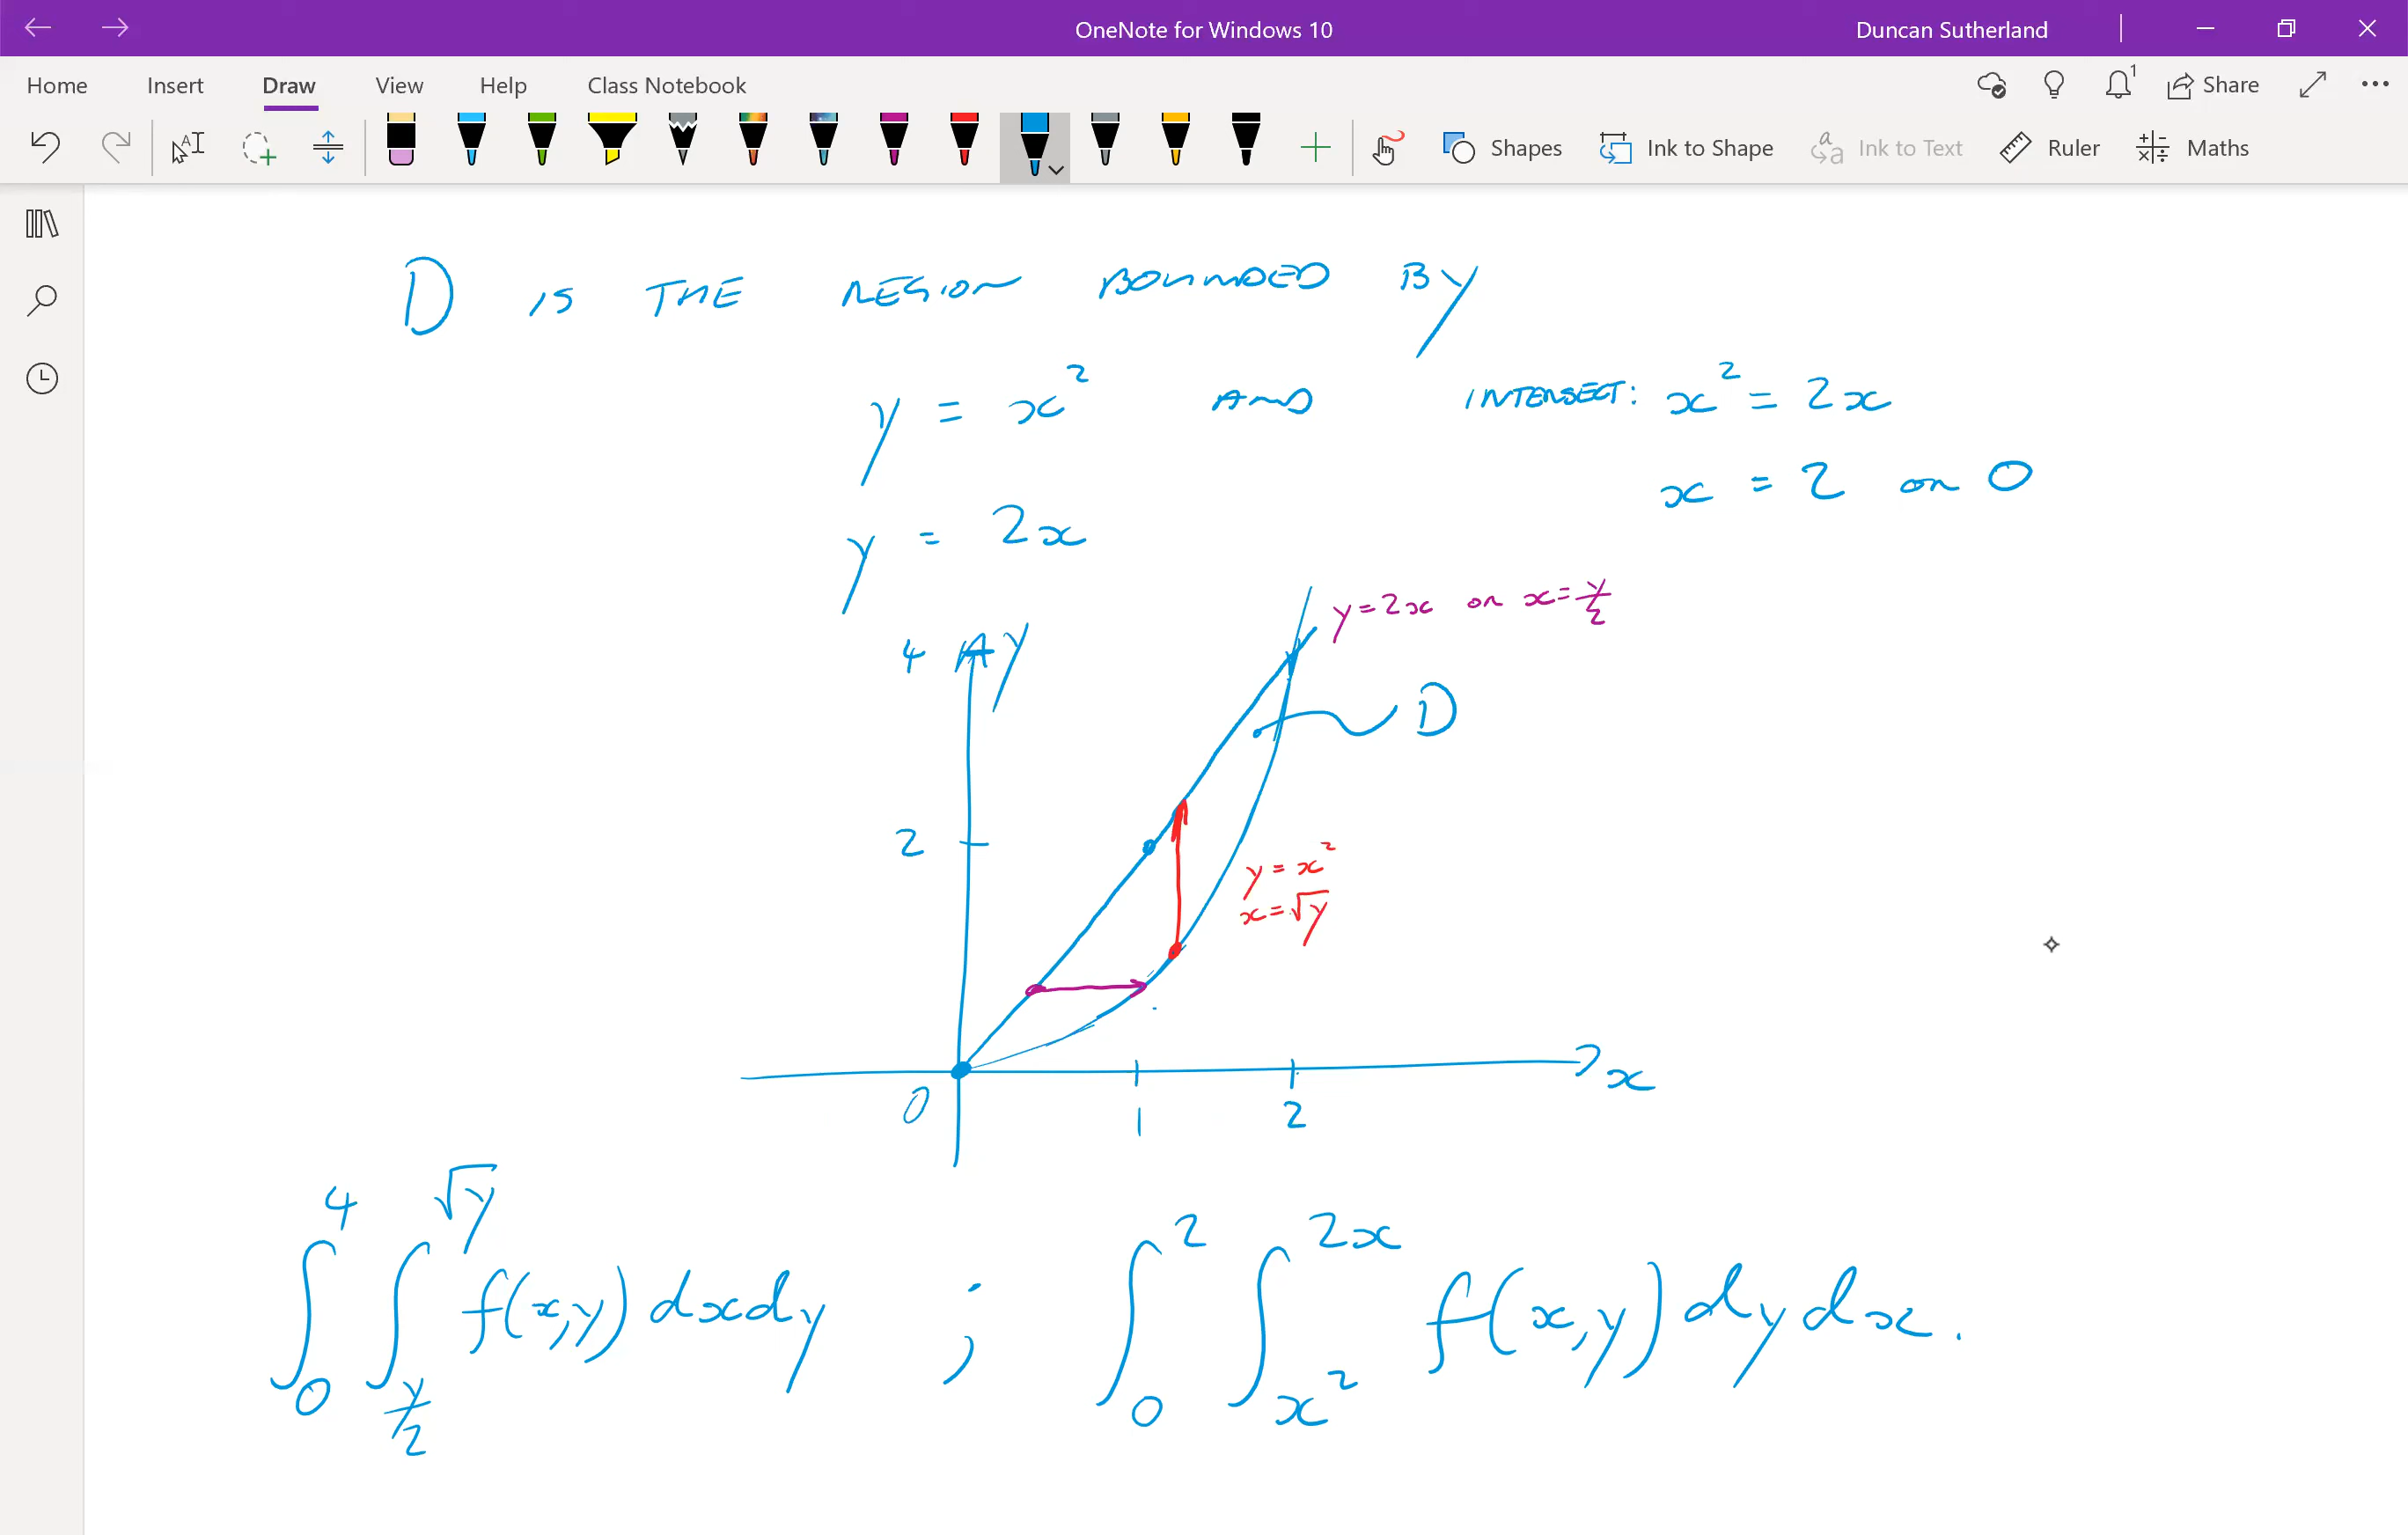 OneNote for Windows 10 Duncan Sutherland
Home Insert Draw View Help Class Notebook 1 Share
Shapes Ink to Shape Ink to Text Ruler Maths
D IS THE REGION BOUNDED BY
y = x² AND INTERSECT: x² = 2x
x = 2 OR 0
y = 2x
y = 2x OR x = y/2
4 y
D
2
y = x²
x = √y
x
0 1 2
∫₀⁴ ∫_{y/2}^{√y} f(x,y) dx dy ; ∫₀² ∫_{x²}^{2x} f(x,y) dy dx .